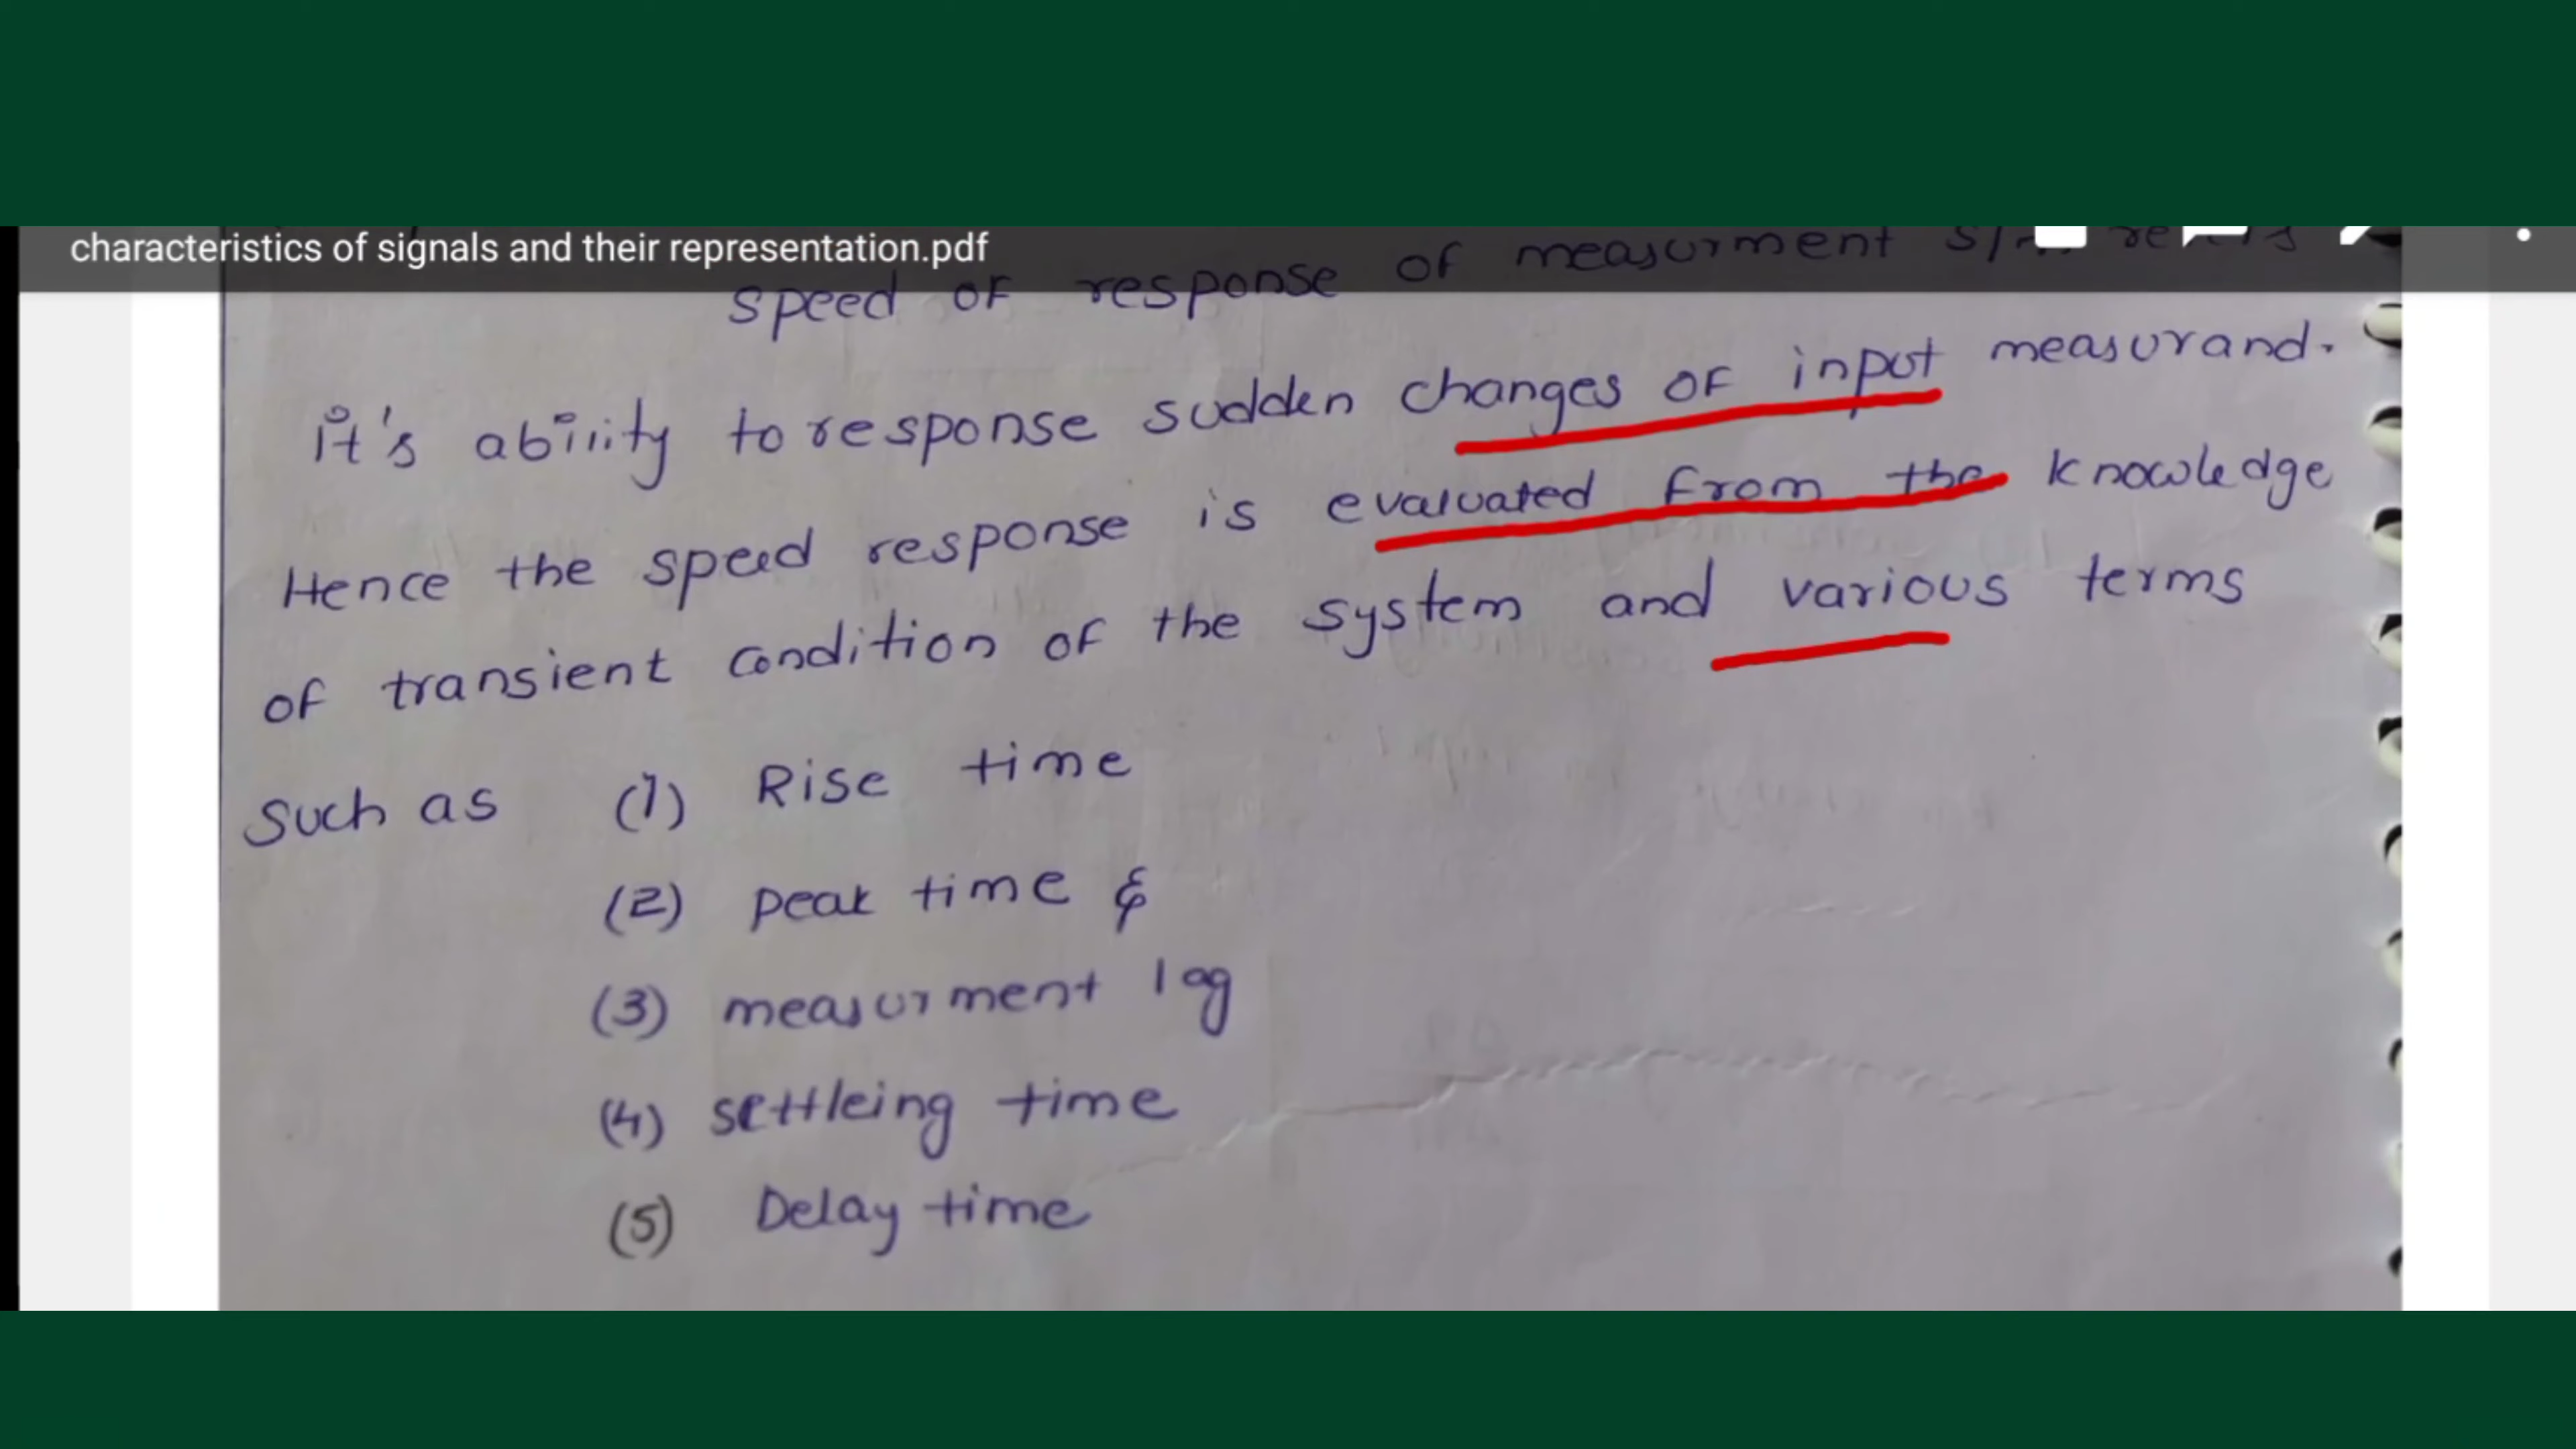 characteristics of signals and their representation.pdf
speed of response of measurment
it's ability to response sudden changes of input measurand.
Hence the speed response is evaluated from the knowledge
of transient condition of the system and various terms
Such as (1) Rise time
(2) peak time &
(3) measurment lag
(4) settleing time
(5) Delay time